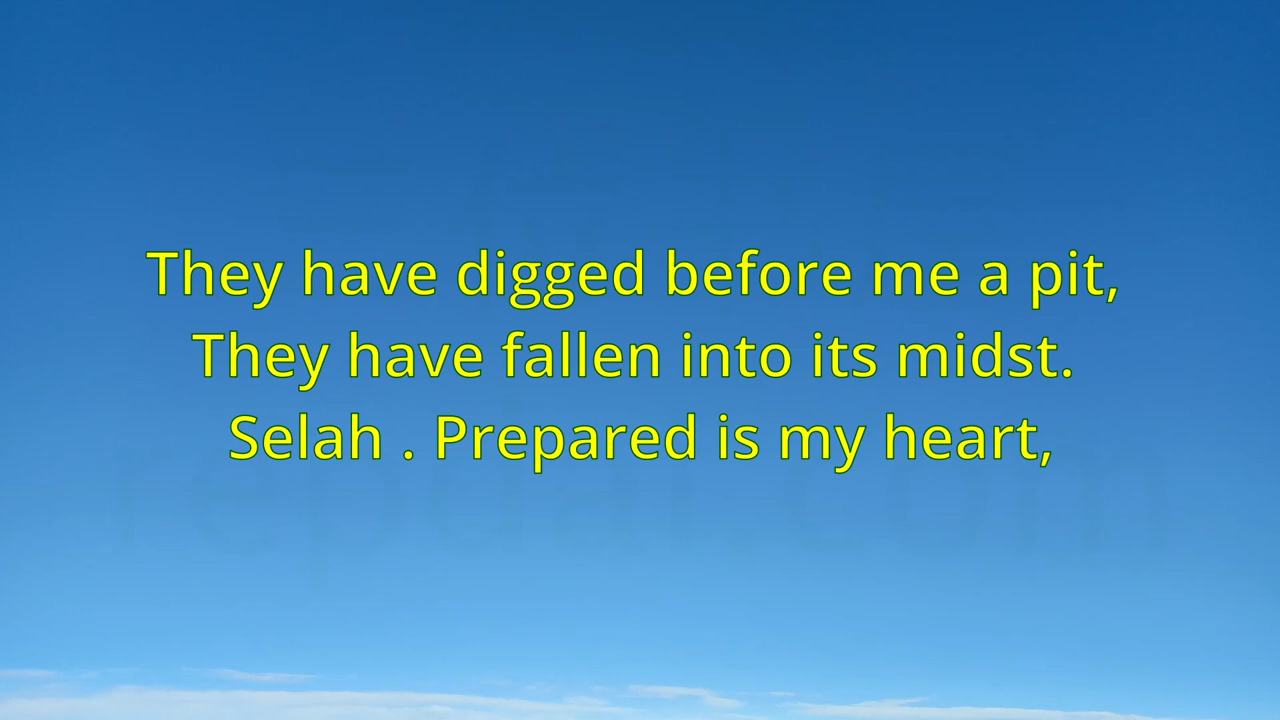 They have digged before me a pit,
They have fallen into its midst.
Selah . Prepared is my heart,